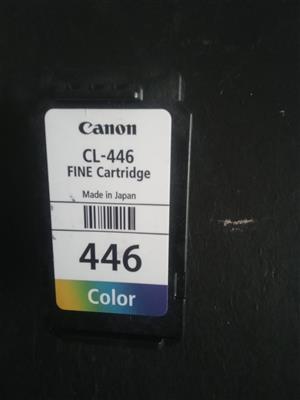 Canon
CL-446
FINE Cartridge
Made in Japan
446
Color